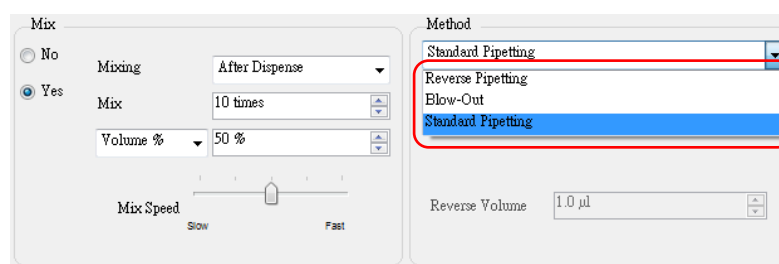 Mix
No
Yes
Mixing After Dispense
Mix 10 times
Volume % 50 %
Mix Speed
Slow Fast
Method
Standard Pipetting
Reverse Pipetting
Blow-Out
Standard Pipetting
Reverse Volume 1.0 µl